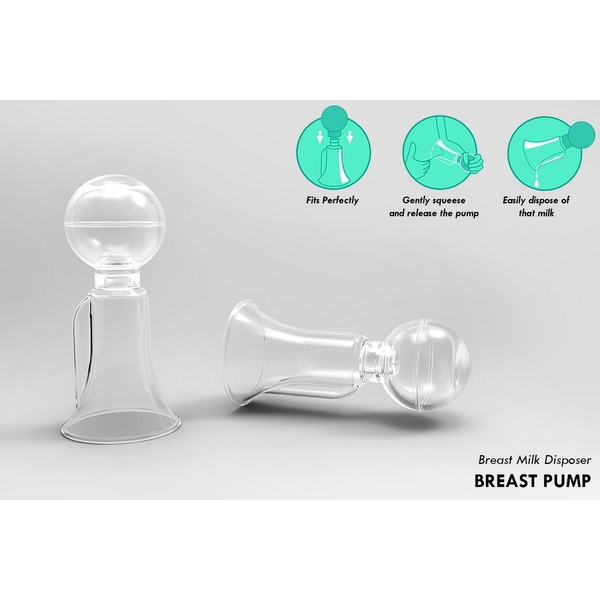 Fits Perfectly
Gently squeese
and release the pump
Easily dispose of
that milk
Breast Milk Disposer
BREAST PUMP